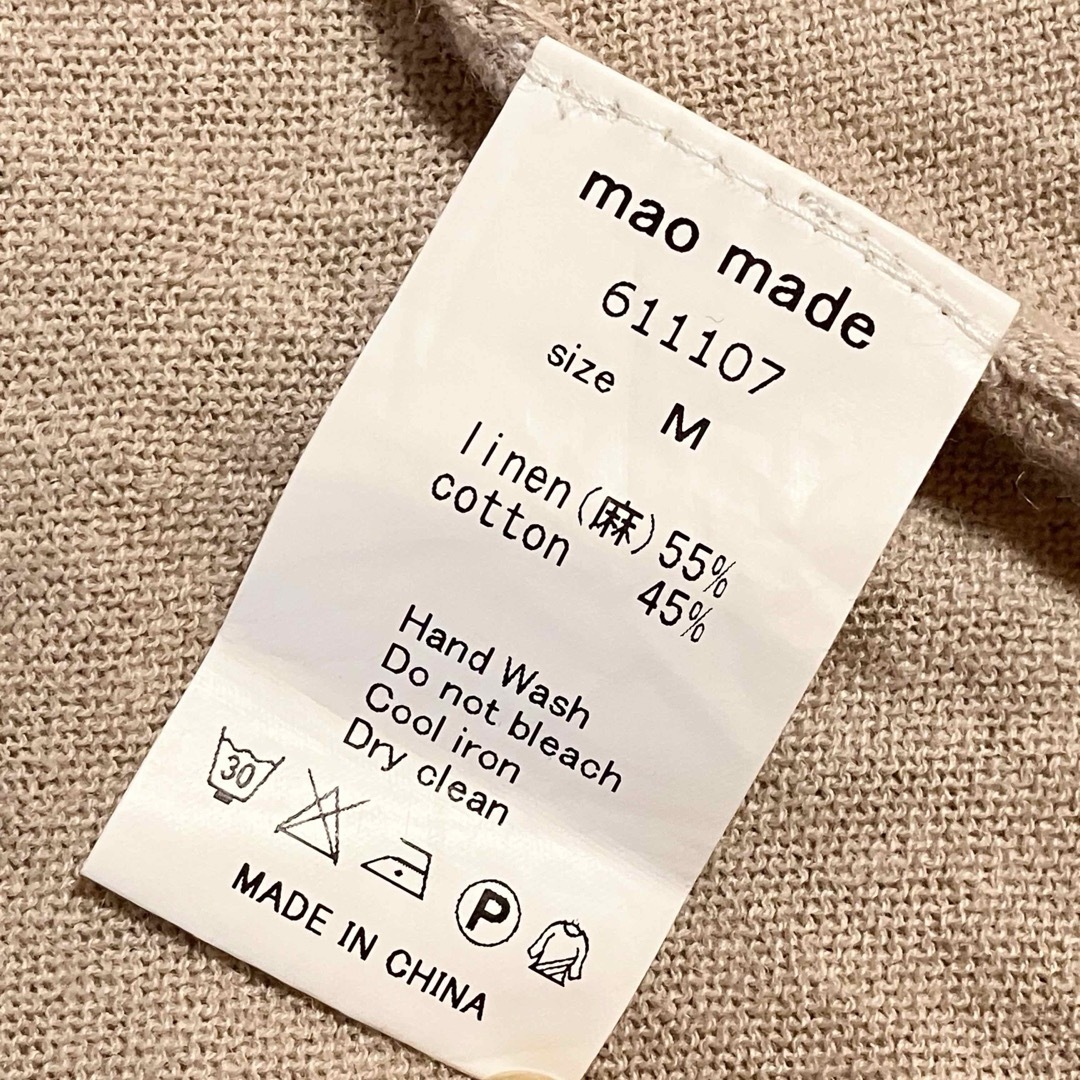 mao made
611107
size M
linen(麻)55%
cotton 45%
Hand Wash
Do not bleach
Cool iron
Dry clean
30
P
MADE IN CHINA